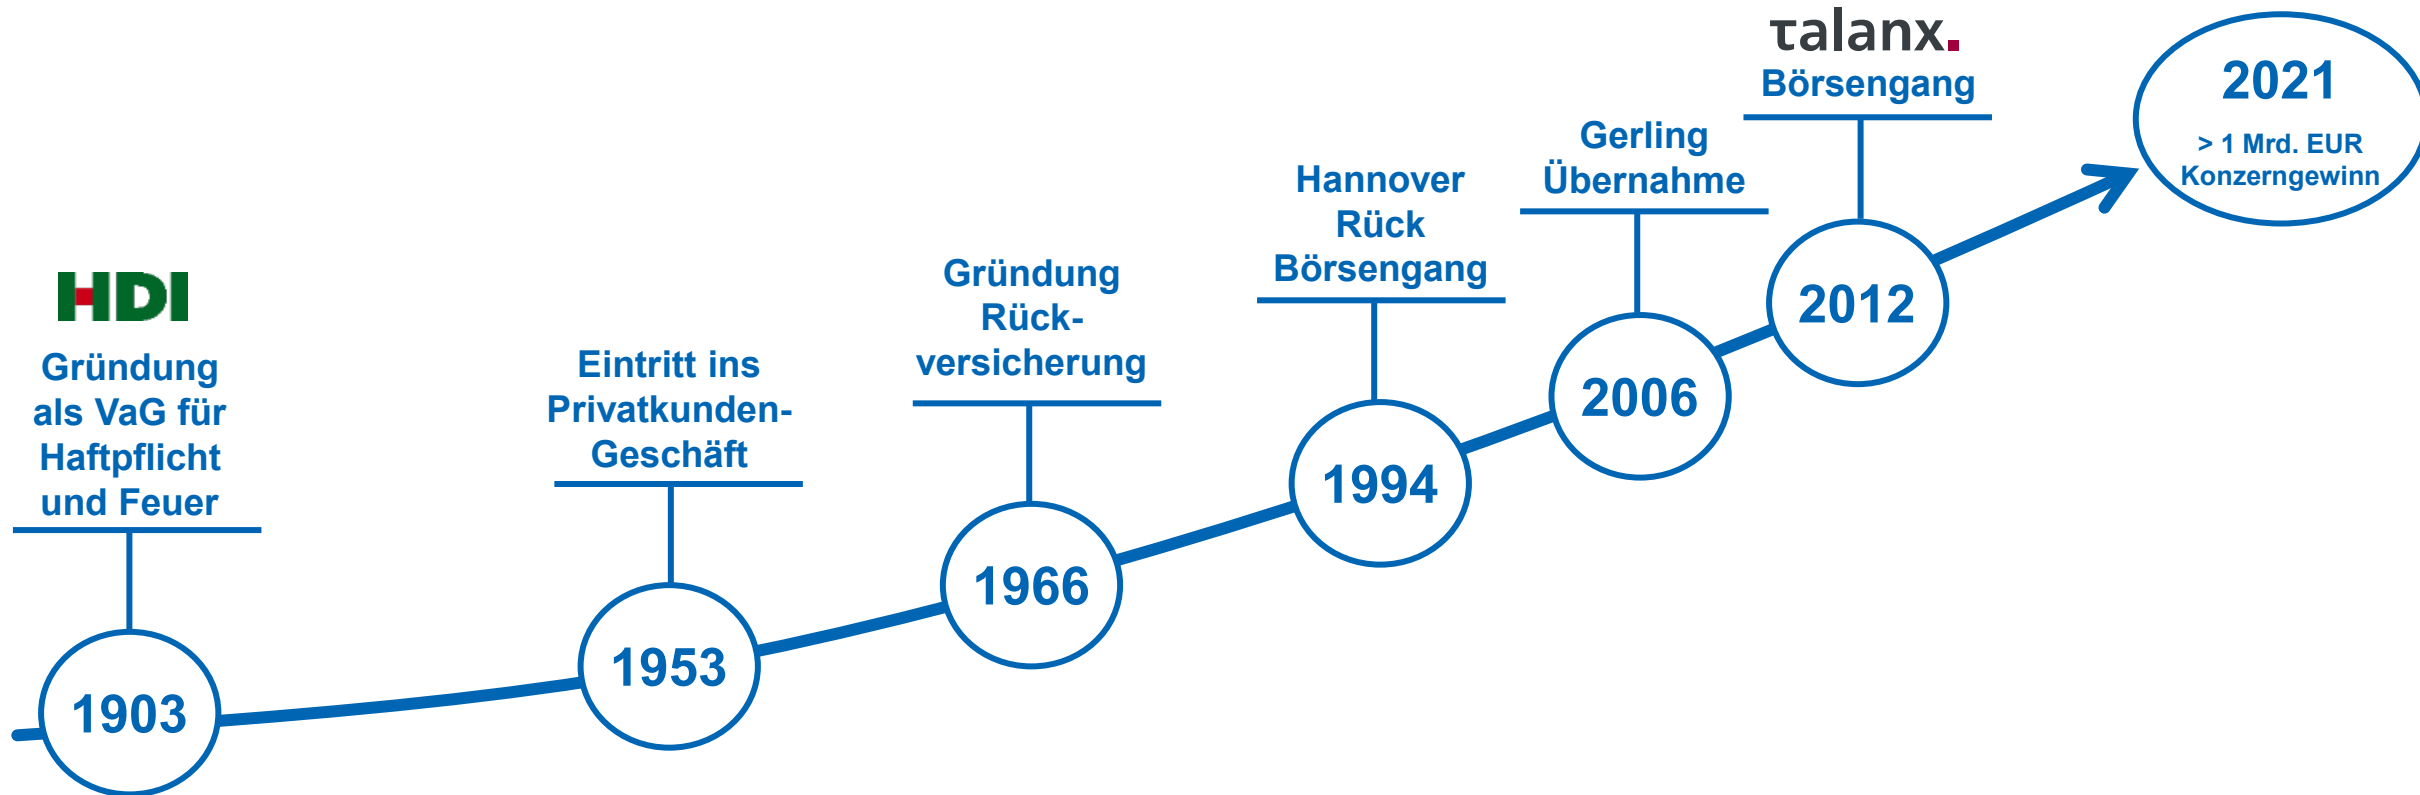 HDI
Gründung
als VaG für
Haftpflicht
und Feuer
1903
Eintritt ins
Privatkunden-
Geschäft
1953
Gründung
Rück-
versicherung
1966
Hannover
Rück
Börsengang
1994
Gerling
Übernahme
2006
talanx.
Börsengang
2012
2021
> 1 Mrd. EUR
Konzerngewinn